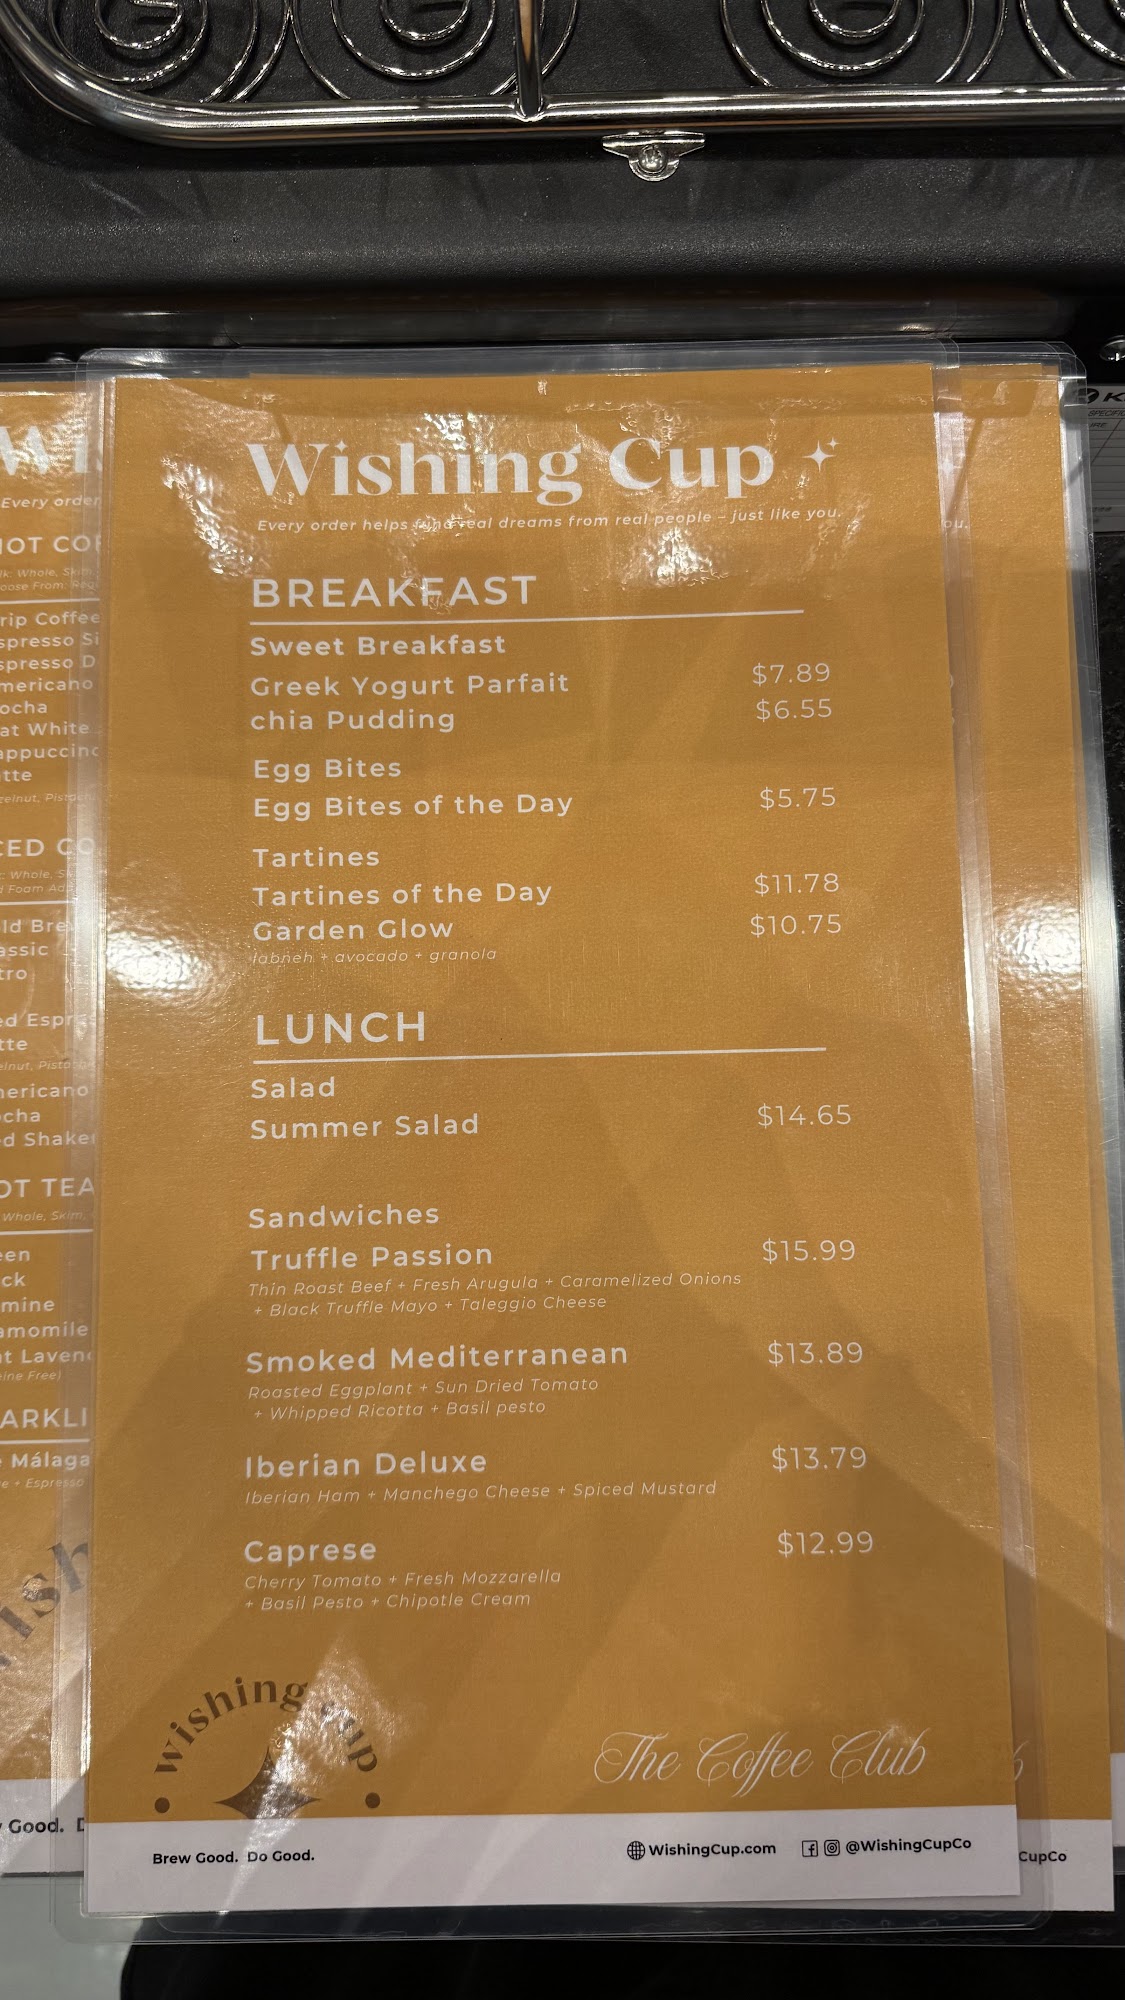 Wishing Cup
Every order helps fund real dreams from real people – just like you.
BREAKFAST
Sweet Breakfast
Greek Yogurt Parfait $7.89
chia Pudding $6.55
Egg Bites
Egg Bites of the Day $5.75
Tartines
Tartines of the Day $11.78
Garden Glow $10.75
labneh + avocado + granola
LUNCH
Salad
Summer Salad $14.65
Sandwiches
Truffle Passion $15.99
Thin Roast Beef + Fresh Arugula + Caramelized Onions
+ Black Truffle Mayo + Taleggio Cheese
Smoked Mediterranean $13.89
Roasted Eggplant + Sun Dried Tomato
+ Whipped Ricotta + Basil pesto
Iberian Deluxe $13.79
Iberian Ham + Manchego Cheese + Spiced Mustard
Caprese $12.99
Cherry Tomato + Fresh Mozzarella
+ Basil Pesto + Chipotle Cream
wishing cup
The Coffee Club
Brew Good. Do Good.
WishingCup.com @WishingCupCo
Every order
Málaga
Good.
CupCo